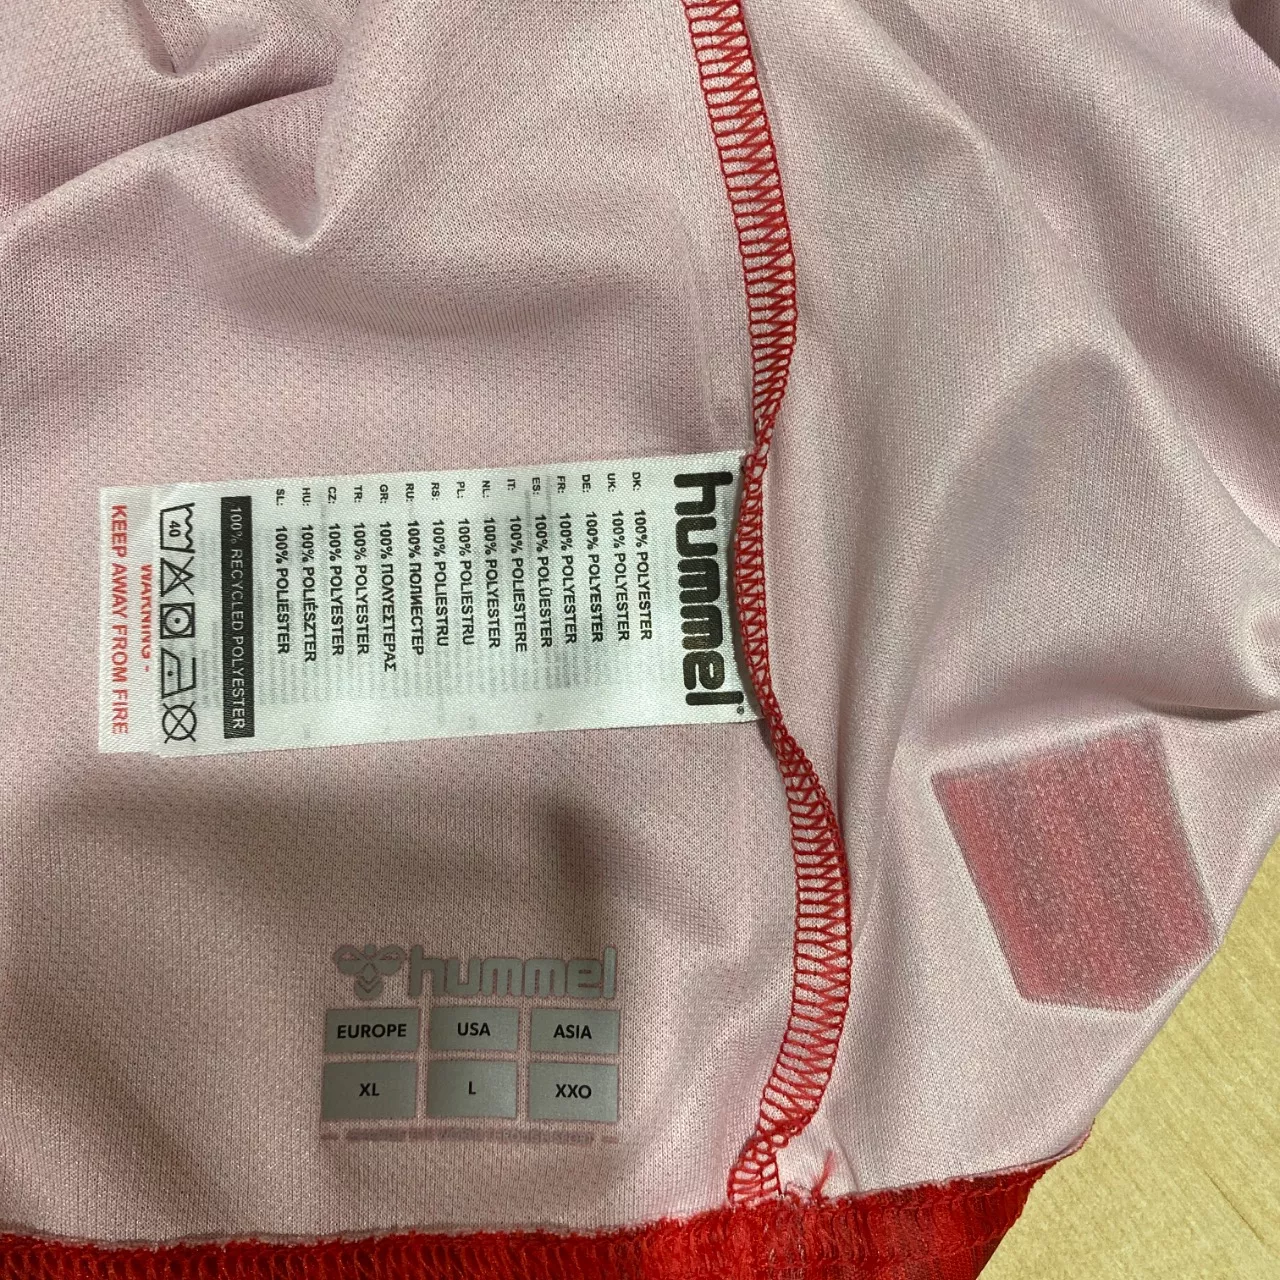 hummel®
DK: 100% POLYESTER
UK: 100% POLYESTER
DE: 100% POLYESTER
FR: 100% POLYESTER
ES: 100% POLÜESTER
IT: 100% POLIESTERE
NL: 100% POLYESTER
PL: 100% POLIESTRU
RS: 100% POLIESTRU
RU: 100% ПОЛИЕСТЕР
GR: 100% ΠΟΛΥΕΣΤΕΡΑΣ
TR: 100% POLYESTER
CZ: 100% POLYESTER
HU: 100% POLIÉSZTER
SL: 100% POLIESTER
100% RECYCLED POLYESTER
40
WARNING -
KEEP AWAY FROM FIRE
hummel
EUROPE USA ASIA
XL L XXO